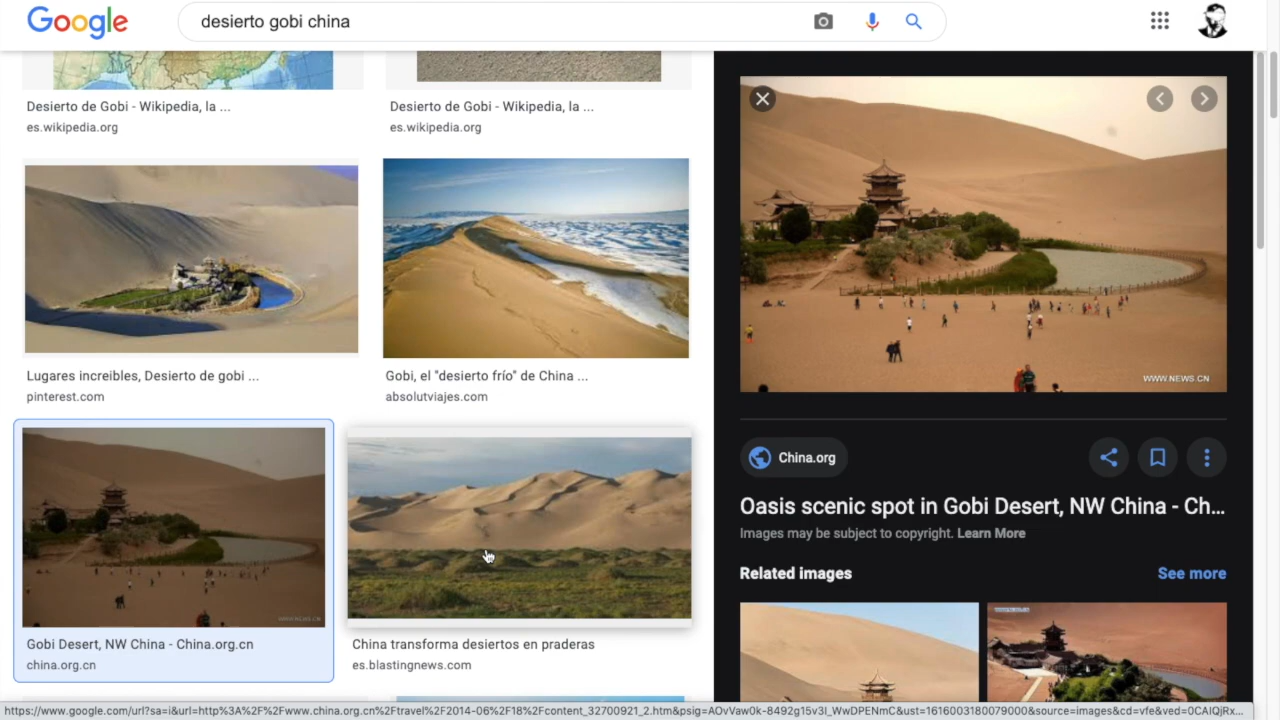 Google
desierto gobi china
Desierto de Gobi - Wikipedia, la ...
es.wikipedia.org
Desierto de Gobi - Wikipedia, la ...
es.wikipedia.org
Lugares increibles, Desierto de gobi ...
pinterest.com
Gobi, el "desierto frío" de China ...
absolutviajes.com
Gobi Desert, NW China - China.org.cn
china.org.cn
China transforma desiertos en praderas
es.blastingnews.com
WWW.NEWS.CN
China.org
Oasis scenic spot in Gobi Desert, NW China - Ch...
Images may be subject to copyright. Learn More
Related images
See more
https://www.google.com/url?sa=i&url=http%3A%2F%2Fwww.china.org.cn%2Ftravel%2F2014-06%2F18%2Fcontent_32700921_2.htm&psig=AOvVaw0k-8492g15v3I_WwDPENmC&ust=1616003180079000&source=images&cd=vfe&ved=0CAIQjRx...